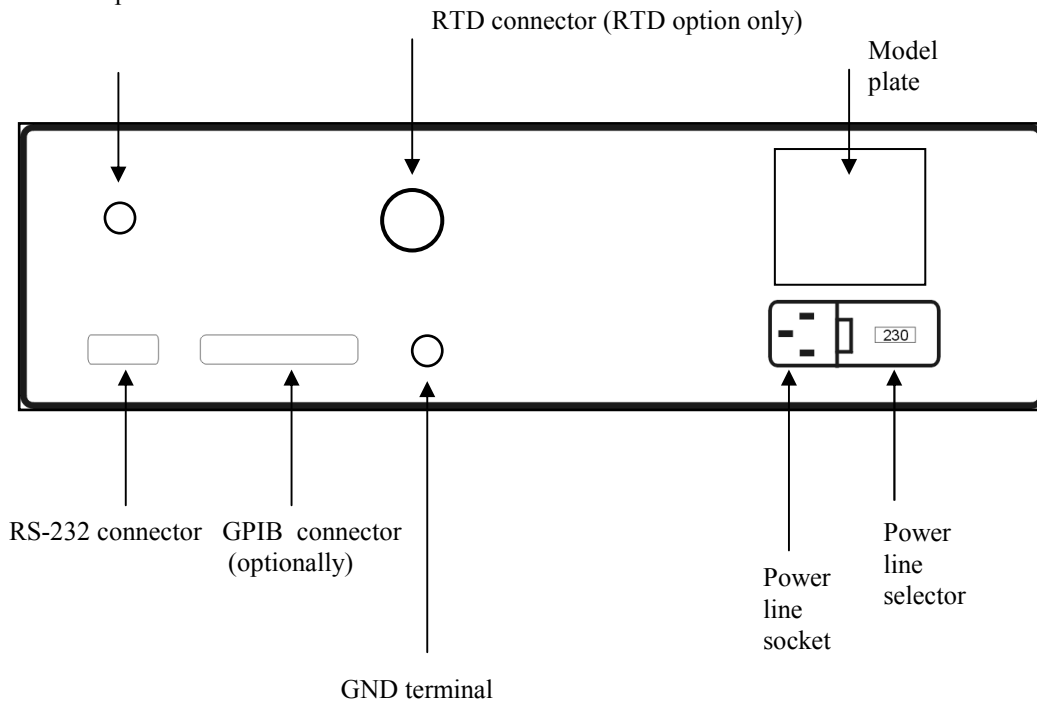 RTD connector (RTD option only)
Model
plate
230
RS-232 connector
GPIB connector
(optionally)
Power
line
socket
Power
line
selector
GND terminal